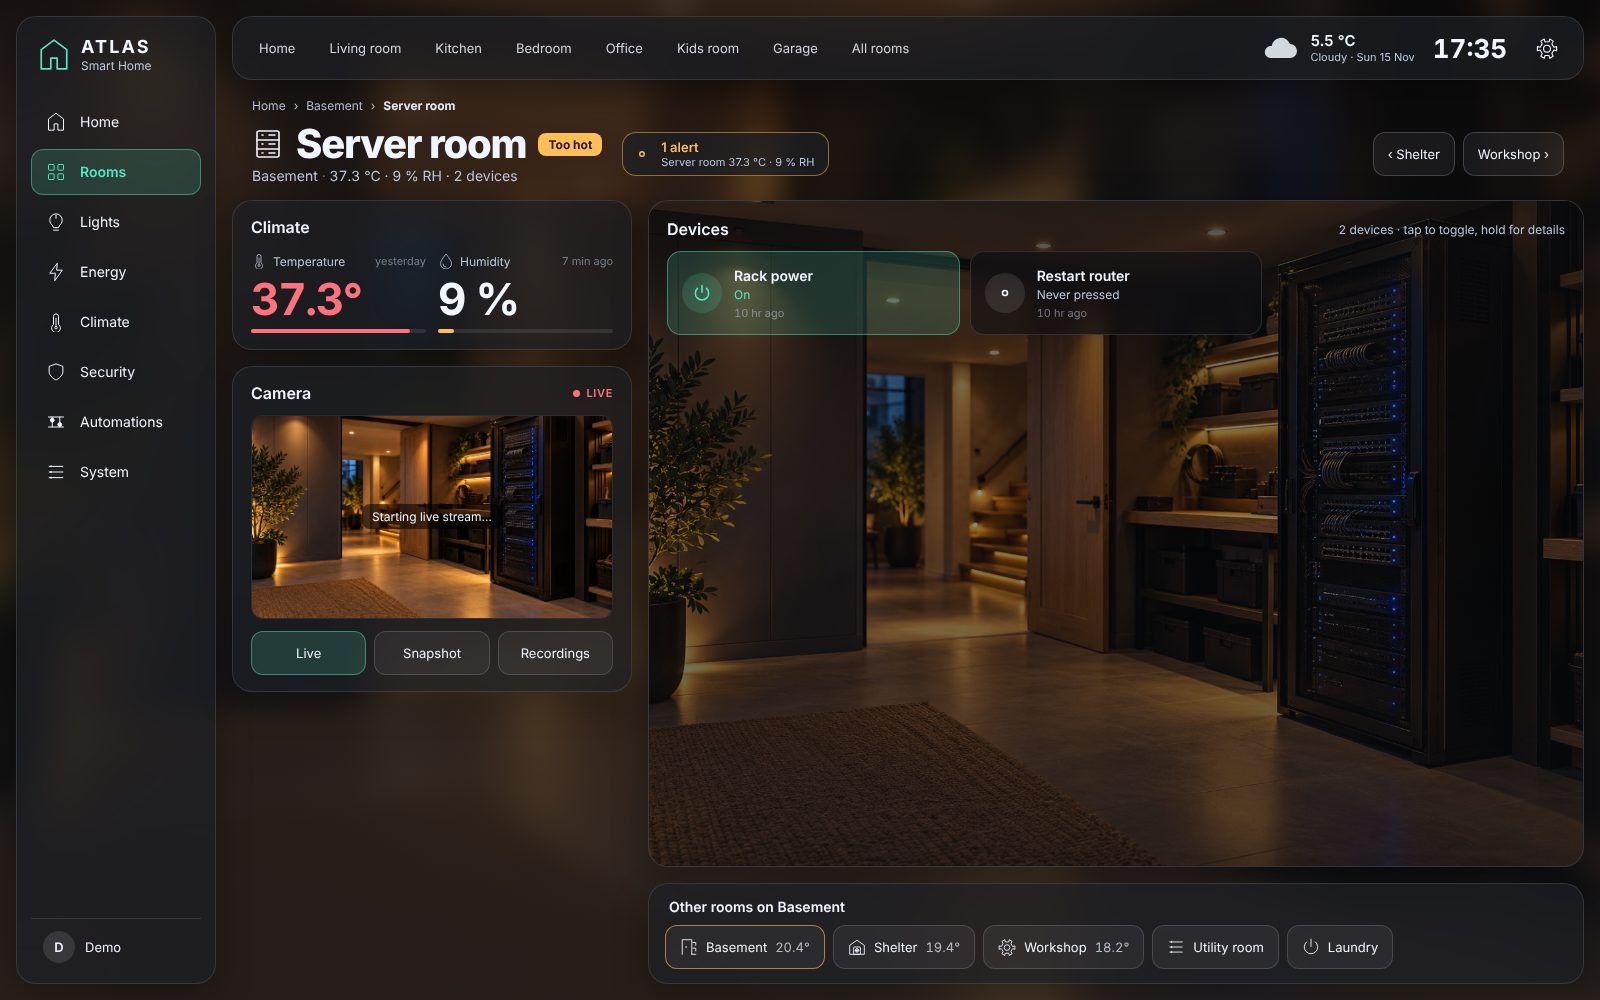 ATLAS
Smart Home
Home
Rooms
Lights
Energy
Climate
Security
Automations
System
D Demo
Home Living room Kitchen Bedroom Office Kids room Garage All rooms
5.5 °C
Cloudy · Sun 15 Nov
17:35
Home › Basement › Server room
Server room Too hot
Basement · 37.3 °C · 9 % RH · 2 devices
1 alert
Server room 37.3 °C · 9 % RH
‹ Shelter Workshop ›
Climate
Temperature yesterday Humidity 7 min ago
37.3° 9 %
Camera LIVE
Starting live stream…
Live Snapshot Recordings
Devices 2 devices · tap to toggle, hold for details
Rack power
On
10 hr ago
Restart router
Never pressed
10 hr ago
Other rooms on Basement
Basement 20.4° Shelter 19.4° Workshop 18.2° Utility room Laundry